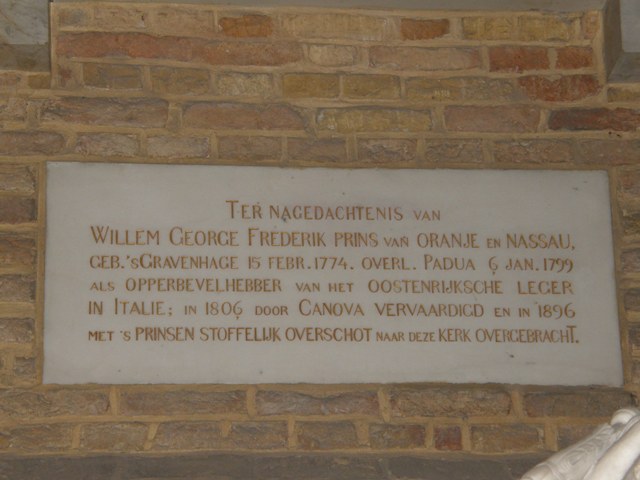 TER NAGEDACHTENIS VAN
WILLEM GEORGE FREDERIK PRINS VAN ORANJE EN NASSAU,
GEB. 'S GRAVENHAGE 15 FEBR. 1774. OVERL. PADUA 6 JAN. 1799
ALS OPPERBEVELHEBBER VAN HET OOSTENRIJKSCHE LEGER
IN ITALIE; IN 1806 DOOR CANOVA VERVAARDIGD EN IN 1896
MET 'S PRINSEN STOFFELIJK OVERSCHOT NAAR DEZE KERK OVERGEBRACHT.